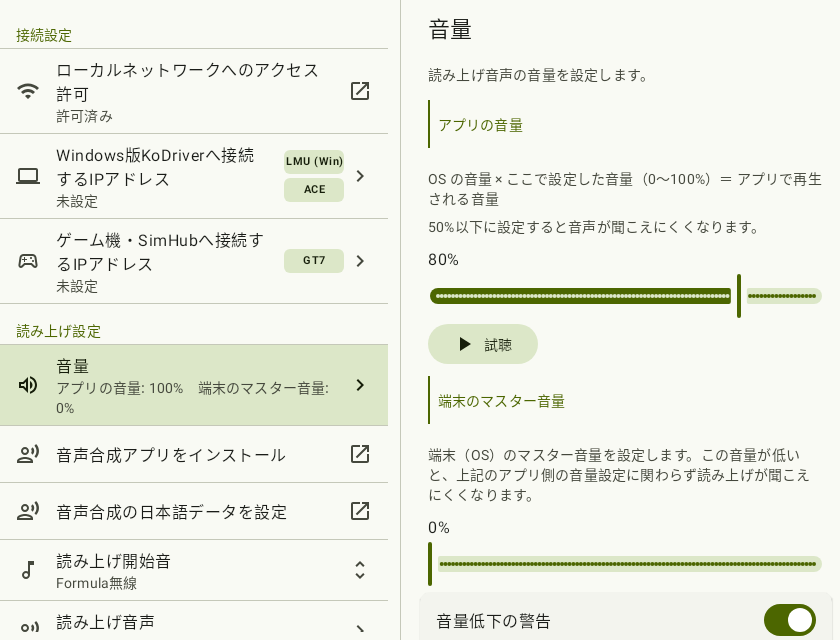 接続設定
ローカルネットワークへのアクセス
許可
許可済み
Windows版KoDriverへ接続
するIPアドレス
未設定
LMU (Win)
ACE
ゲーム機・SimHubへ接続す
るIPアドレス
未設定
GT7
読み上げ設定
音量
アプリの音量: 100%　端末のマスター音量:
0%
音声合成アプリをインストール
音声合成の日本語データを設定
読み上げ開始音
Formula無線
読み上げ音声
音量
読み上げ音声の音量を設定します。
アプリの音量
OS の音量 × ここで設定した音量（0〜100%）＝ アプリで再生
される音量
50%以下に設定すると音声が聞こえにくくなります。
80%
試聴
端末のマスター音量
端末（OS）のマスター音量を設定します。この音量が低い
と、上記のアプリ側の音量設定に関わらず読み上げが聞こえ
にくくなります。
0%
音量低下の警告